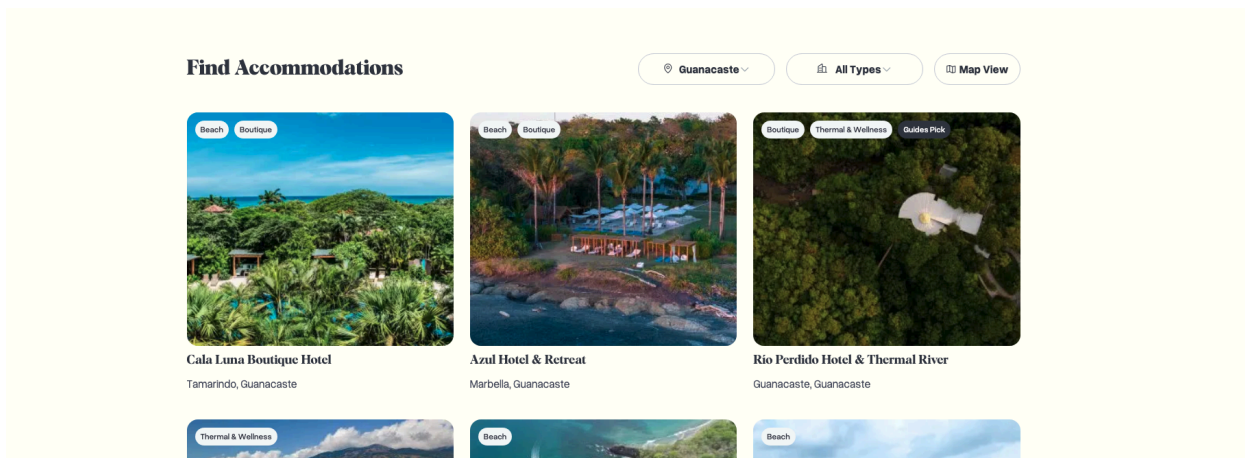 Find Accommodations
Guanacaste
All Types
Map View
Beach
Boutique
Beach
Boutique
Boutique
Thermal & Wellness
Guides Pick
Cala Luna Boutique Hotel
Azul Hotel & Retreat
Rio Perdido Hotel & Thermal River
Tamarindo, Guanacaste
Marbella, Guanacaste
Guanacaste, Guanacaste
Thermal & Wellness
Beach
Beach